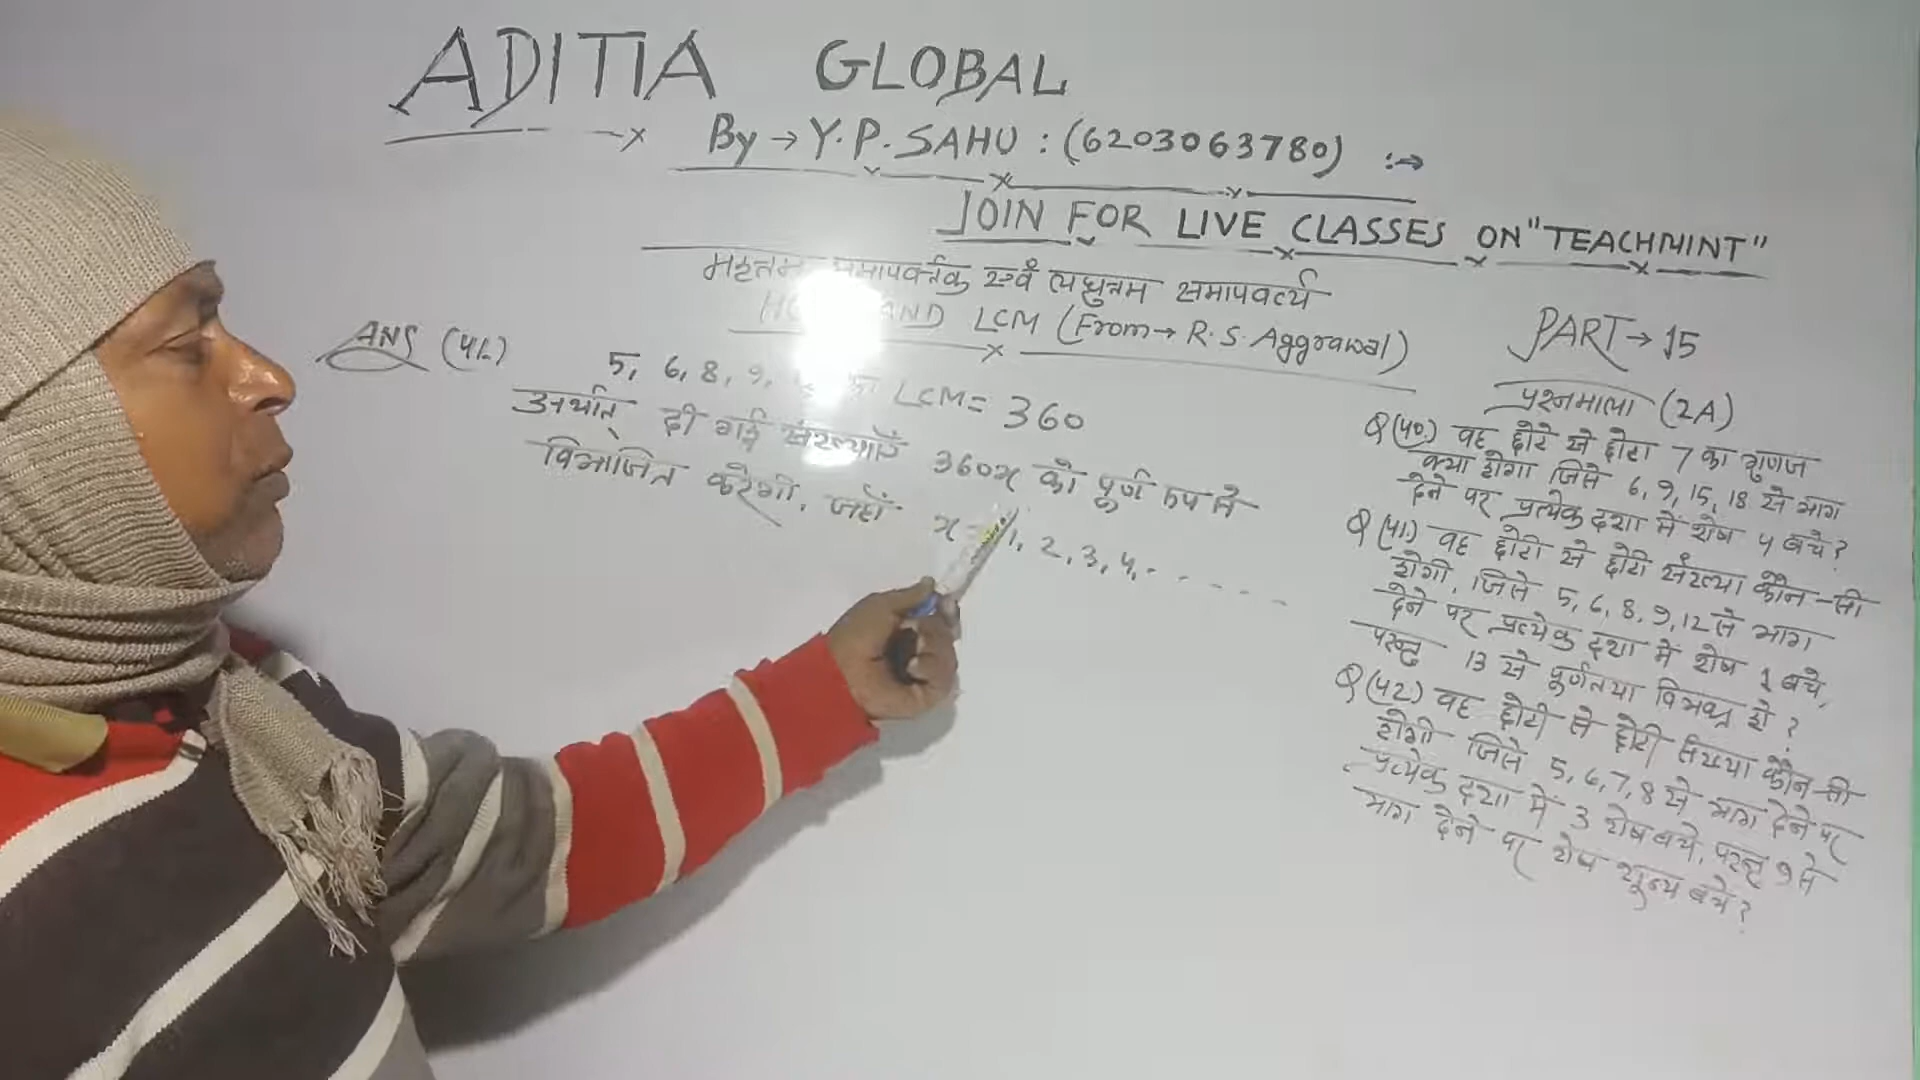 ADITIA GLOBAL
By → Y. P. SAHU : (6203063780) :→
JOIN FOR LIVE CLASSES ON "TEACHMINT"
महत्तम समापवर्तक एवं लघुत्तम समापवर्त्य
AND LCM (From → R. S. Aggrawal)
PART → 15
प्रश्नमाला (2A)
ANS (41.)
5, 6, 8, 9, का LCM = 360
अर्थात् दी गई संख्याएँ 360x को पूर्ण रूप से
विभाजित करेगी, जहाँ x = 1, 2, 3, 4, - - - - - -
Q (40.) वह छोटे से छोटा 7 का गुणज
क्या होगा जिसे 6, 9, 15, 18 से भाग
देने पर प्रत्येक दशा में शेष 4 बचे?
Q (41.) वह छोटी से छोटी संख्या कौन-सी
होगी, जिसे 5, 6, 8, 9, 12 से भाग
देने पर प्रत्येक दशा में शेष 1 बचे,
परन्तु 13 से पूर्णतया विभक्त हो?
Q (42.) वह छोटी से छोटी संख्या कौन-सी
होगी जिसे 5, 6, 7, 8 से भाग देने पर
प्रत्येक दशा में 3 शेष बचे, परन्तु 9 से
भाग देने पर शेष शून्य बचे?